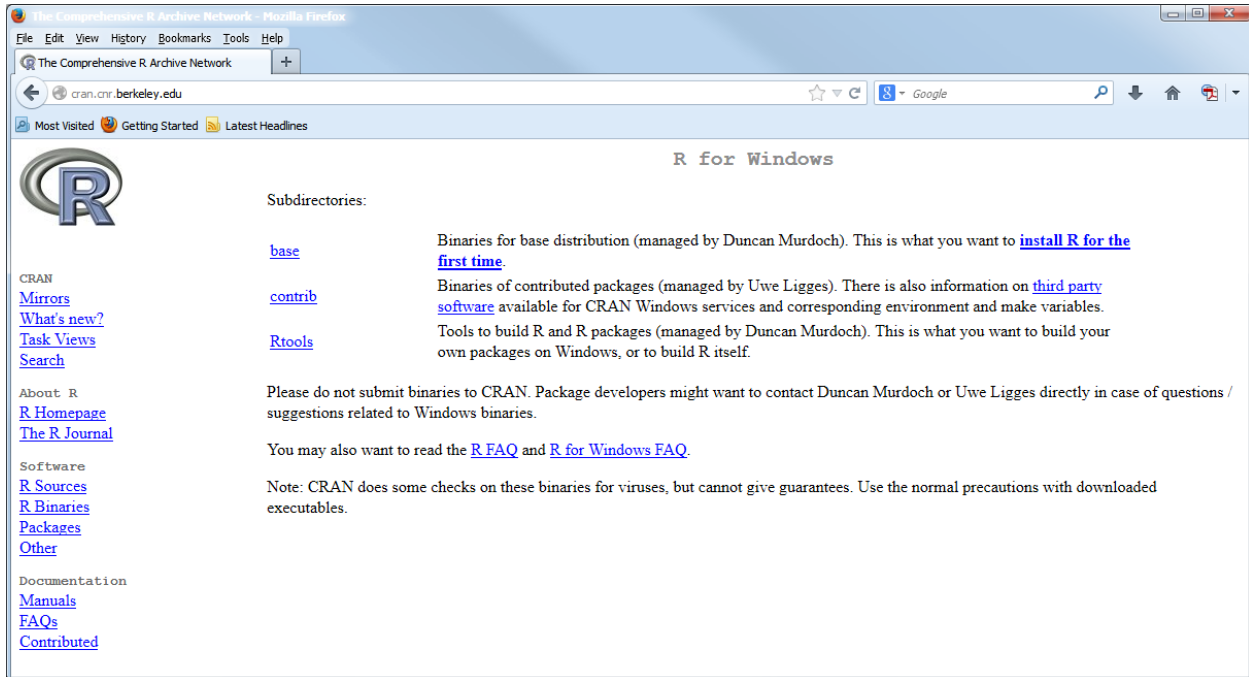 The Comprehensive R Archive Network - Mozilla Firefox
File Edit View History Bookmarks Tools Help
The Comprehensive R Archive Network
cran.cnr.berkeley.edu
Google
Most Visited Getting Started Latest Headlines
R
CRAN
Mirrors
What's new?
Task Views
Search
About R
R Homepage
The R Journal
Software
R Sources
R Binaries
Packages
Other
Documentation
Manuals
FAQs
Contributed
R for Windows
Subdirectories:
base
Binaries for base distribution (managed by Duncan Murdoch). This is what you want to install R for the
first time.
contrib
Binaries of contributed packages (managed by Uwe Ligges). There is also information on third party
software available for CRAN Windows services and corresponding environment and make variables.
Rtools
Tools to build R and R packages (managed by Duncan Murdoch). This is what you want to build your
own packages on Windows, or to build R itself.
Please do not submit binaries to CRAN. Package developers might want to contact Duncan Murdoch or Uwe Ligges directly in case of questions /
suggestions related to Windows binaries.
You may also want to read the R FAQ and R for Windows FAQ.
Note: CRAN does some checks on these binaries for viruses, but cannot give guarantees. Use the normal precautions with downloaded
executables.